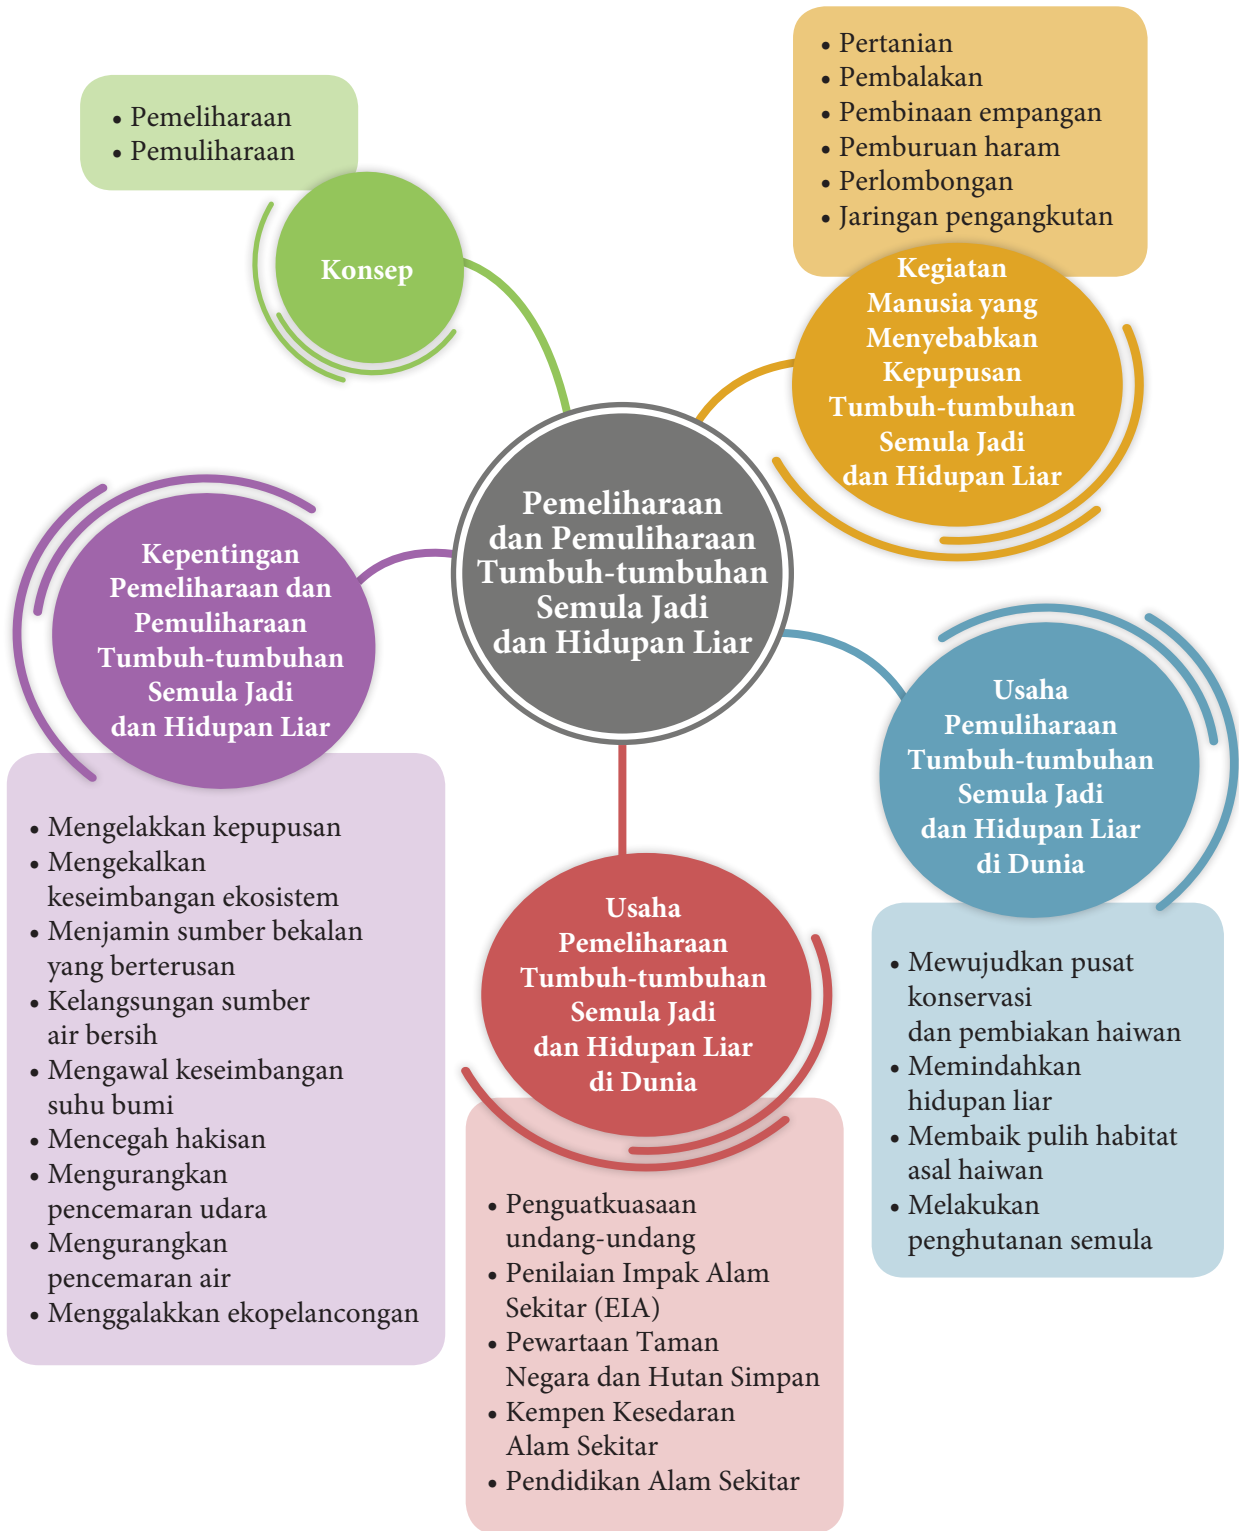 • Pemeliharaan
• Pemuliharaan
Konsep
• Pertanian
• Pembalakan
• Pembinaan empangan
• Pemburuan haram
• Perlombongan
• Jaringan pengangkutan
Kegiatan
Manusia yang
Menyebabkan
Kepupusan
Tumbuh-tumbuhan
Semula Jadi
dan Hidupan Liar
Pemeliharaan
dan Pemuliharaan
Tumbuh-tumbuhan
Semula Jadi
dan Hidupan Liar
Kepentingan
Pemeliharaan dan
Pemuliharaan
Tumbuh-tumbuhan
Semula Jadi
dan Hidupan Liar
• Mengelakkan kepupusan
• Mengekalkan
keseimbangan ekosistem
• Menjamin sumber bekalan
yang berterusan
• Kelangsungan sumber
air bersih
• Mengawal keseimbangan
suhu bumi
• Mencegah hakisan
• Mengurangkan
pencemaran udara
• Mengurangkan
pencemaran air
• Menggalakkan ekopelancongan
Usaha
Pemeliharaan
Tumbuh-tumbuhan
Semula Jadi
dan Hidupan Liar
di Dunia
• Penguatkuasaan
undang-undang
• Penilaian Impak Alam
Sekitar (EIA)
• Pewartaan Taman
Negara dan Hutan Simpan
• Kempen Kesedaran
Alam Sekitar
• Pendidikan Alam Sekitar
Usaha
Pemuliharaan
Tumbuh-tumbuhan
Semula Jadi
dan Hidupan Liar
di Dunia
• Mewujudkan pusat
konservasi
dan pembiakan haiwan
• Memindahkan
hidupan liar
• Membaik pulih habitat
asal haiwan
• Melakukan
penghutanan semula